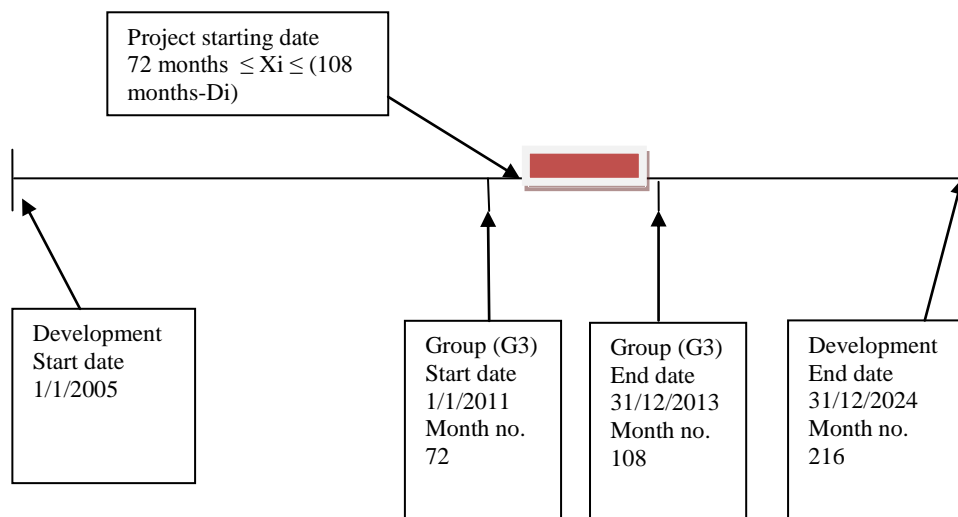 Project starting date
72 months ≤ Xi ≤ (108
months-Di)
Development
Start date
1/1/2005
Group (G3)
Start date
1/1/2011
Month no.
72
Group (G3)
End date
31/12/2013
Month no.
108
Development
End date
31/12/2024
Month no.
216